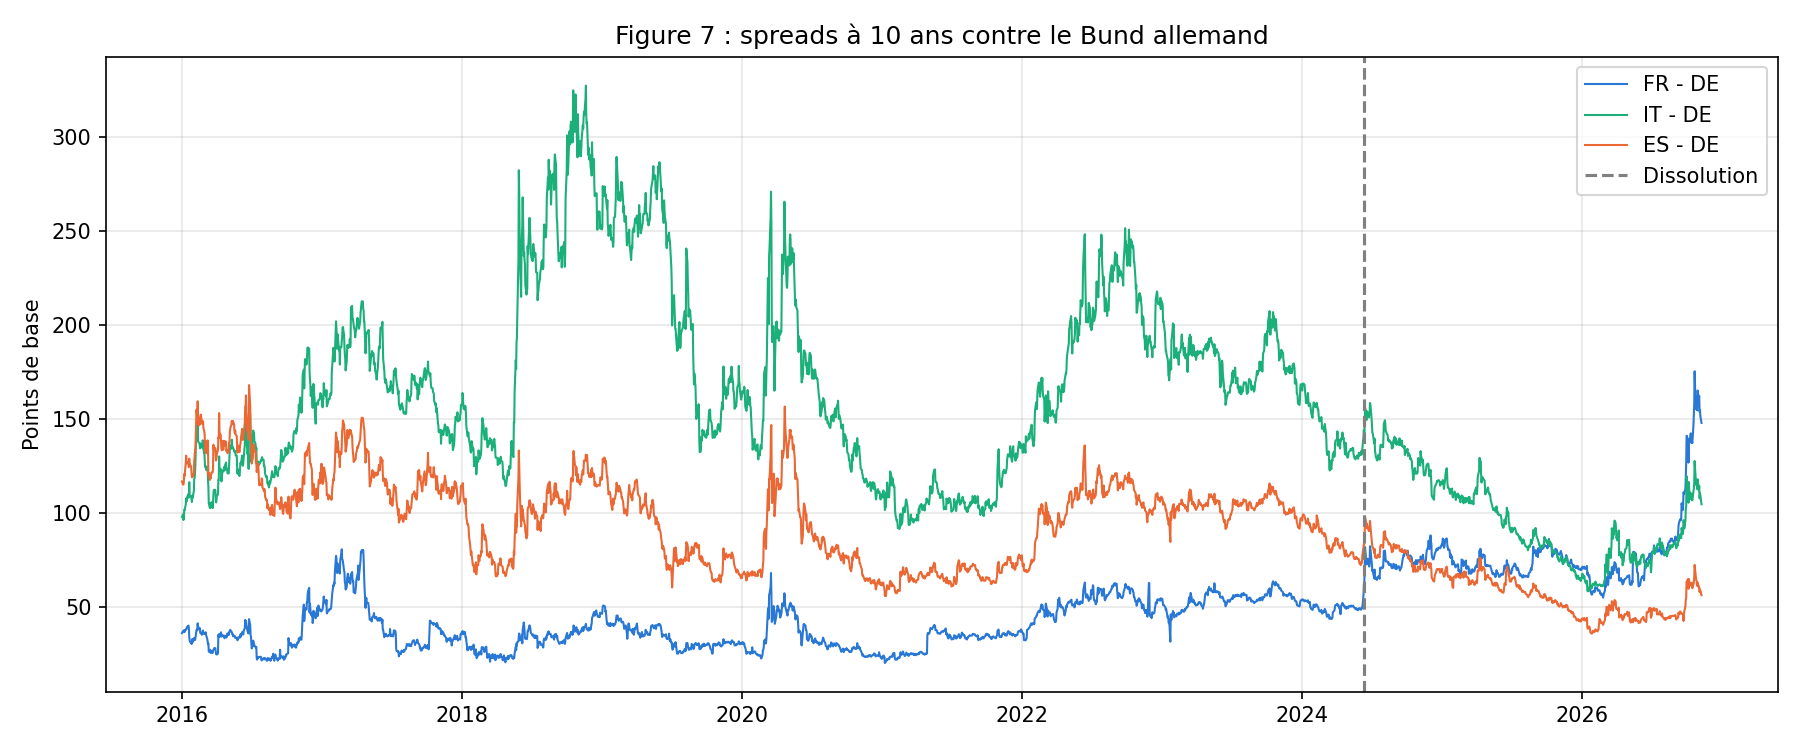 Figure 7 : spreads à 10 ans contre le Bund allemand
Points de base
300
250
200
150
100
50
2016
2018
2020
2022
2024
2026
FR - DE
IT - DE
ES - DE
Dissolution